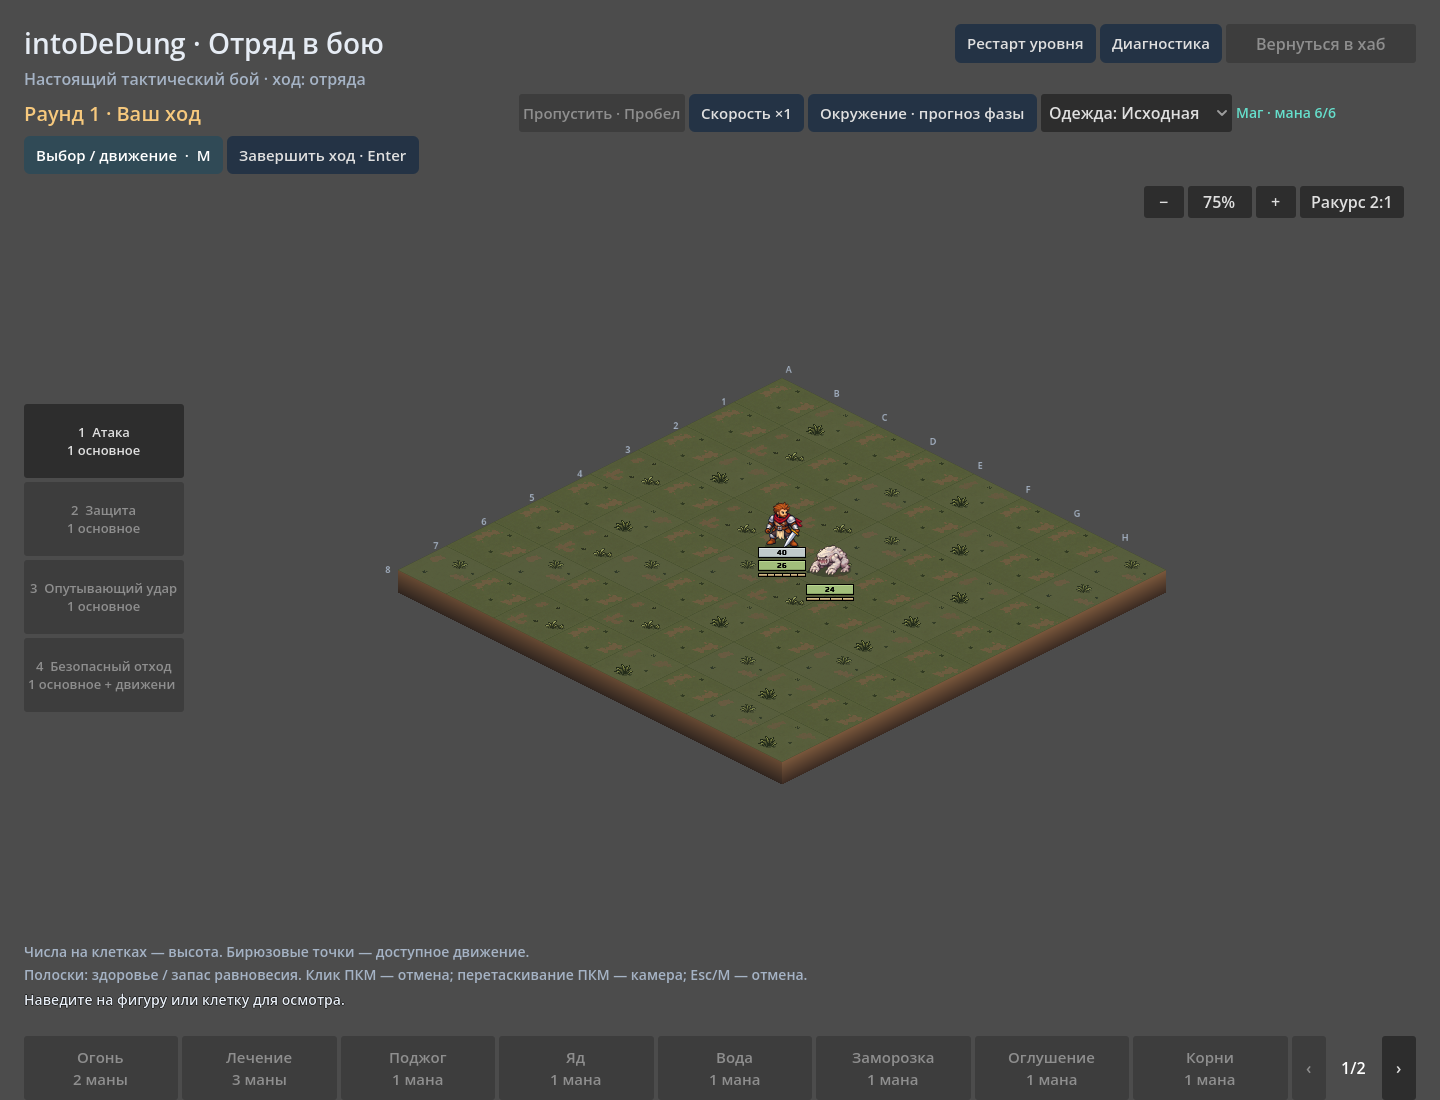 intoDeDung · Отряд в бою
Рестарт уровня
Диагностика
Вернуться в хаб
Настоящий тактический бой · ход: отряда
Раунд 1 · Ваш ход
Пропустить · Пробел
Скорость ×1
Окружение · прогноз фазы
Одежда: Исходная
Маг · мана 6/6
Выбор / движение · M
Завершить ход · Enter
−
75%
+
Ракурс 2:1
A
B
C
D
E
F
G
H
1
2
3
4
5
6
7
8
1 Атака
1 основное
2 Защита
1 основное
3 Опутывающий удар
1 основное
4 Безопасный отход
1 основное + движени
40
26
24
Числа на клетках — высота. Бирюзовые точки — доступное движение.
Полоски: здоровье / запас равновесия. Клик ПКМ — отмена; перетаскивание ПКМ — камера; Esc/M — отмена.
Наведите на фигуру или клетку для осмотра.
Огонь
2 маны
Лечение
3 маны
Поджог
1 мана
Яд
1 мана
Вода
1 мана
Заморозка
1 мана
Оглушение
1 мана
Корни
1 мана
‹
1/2
›